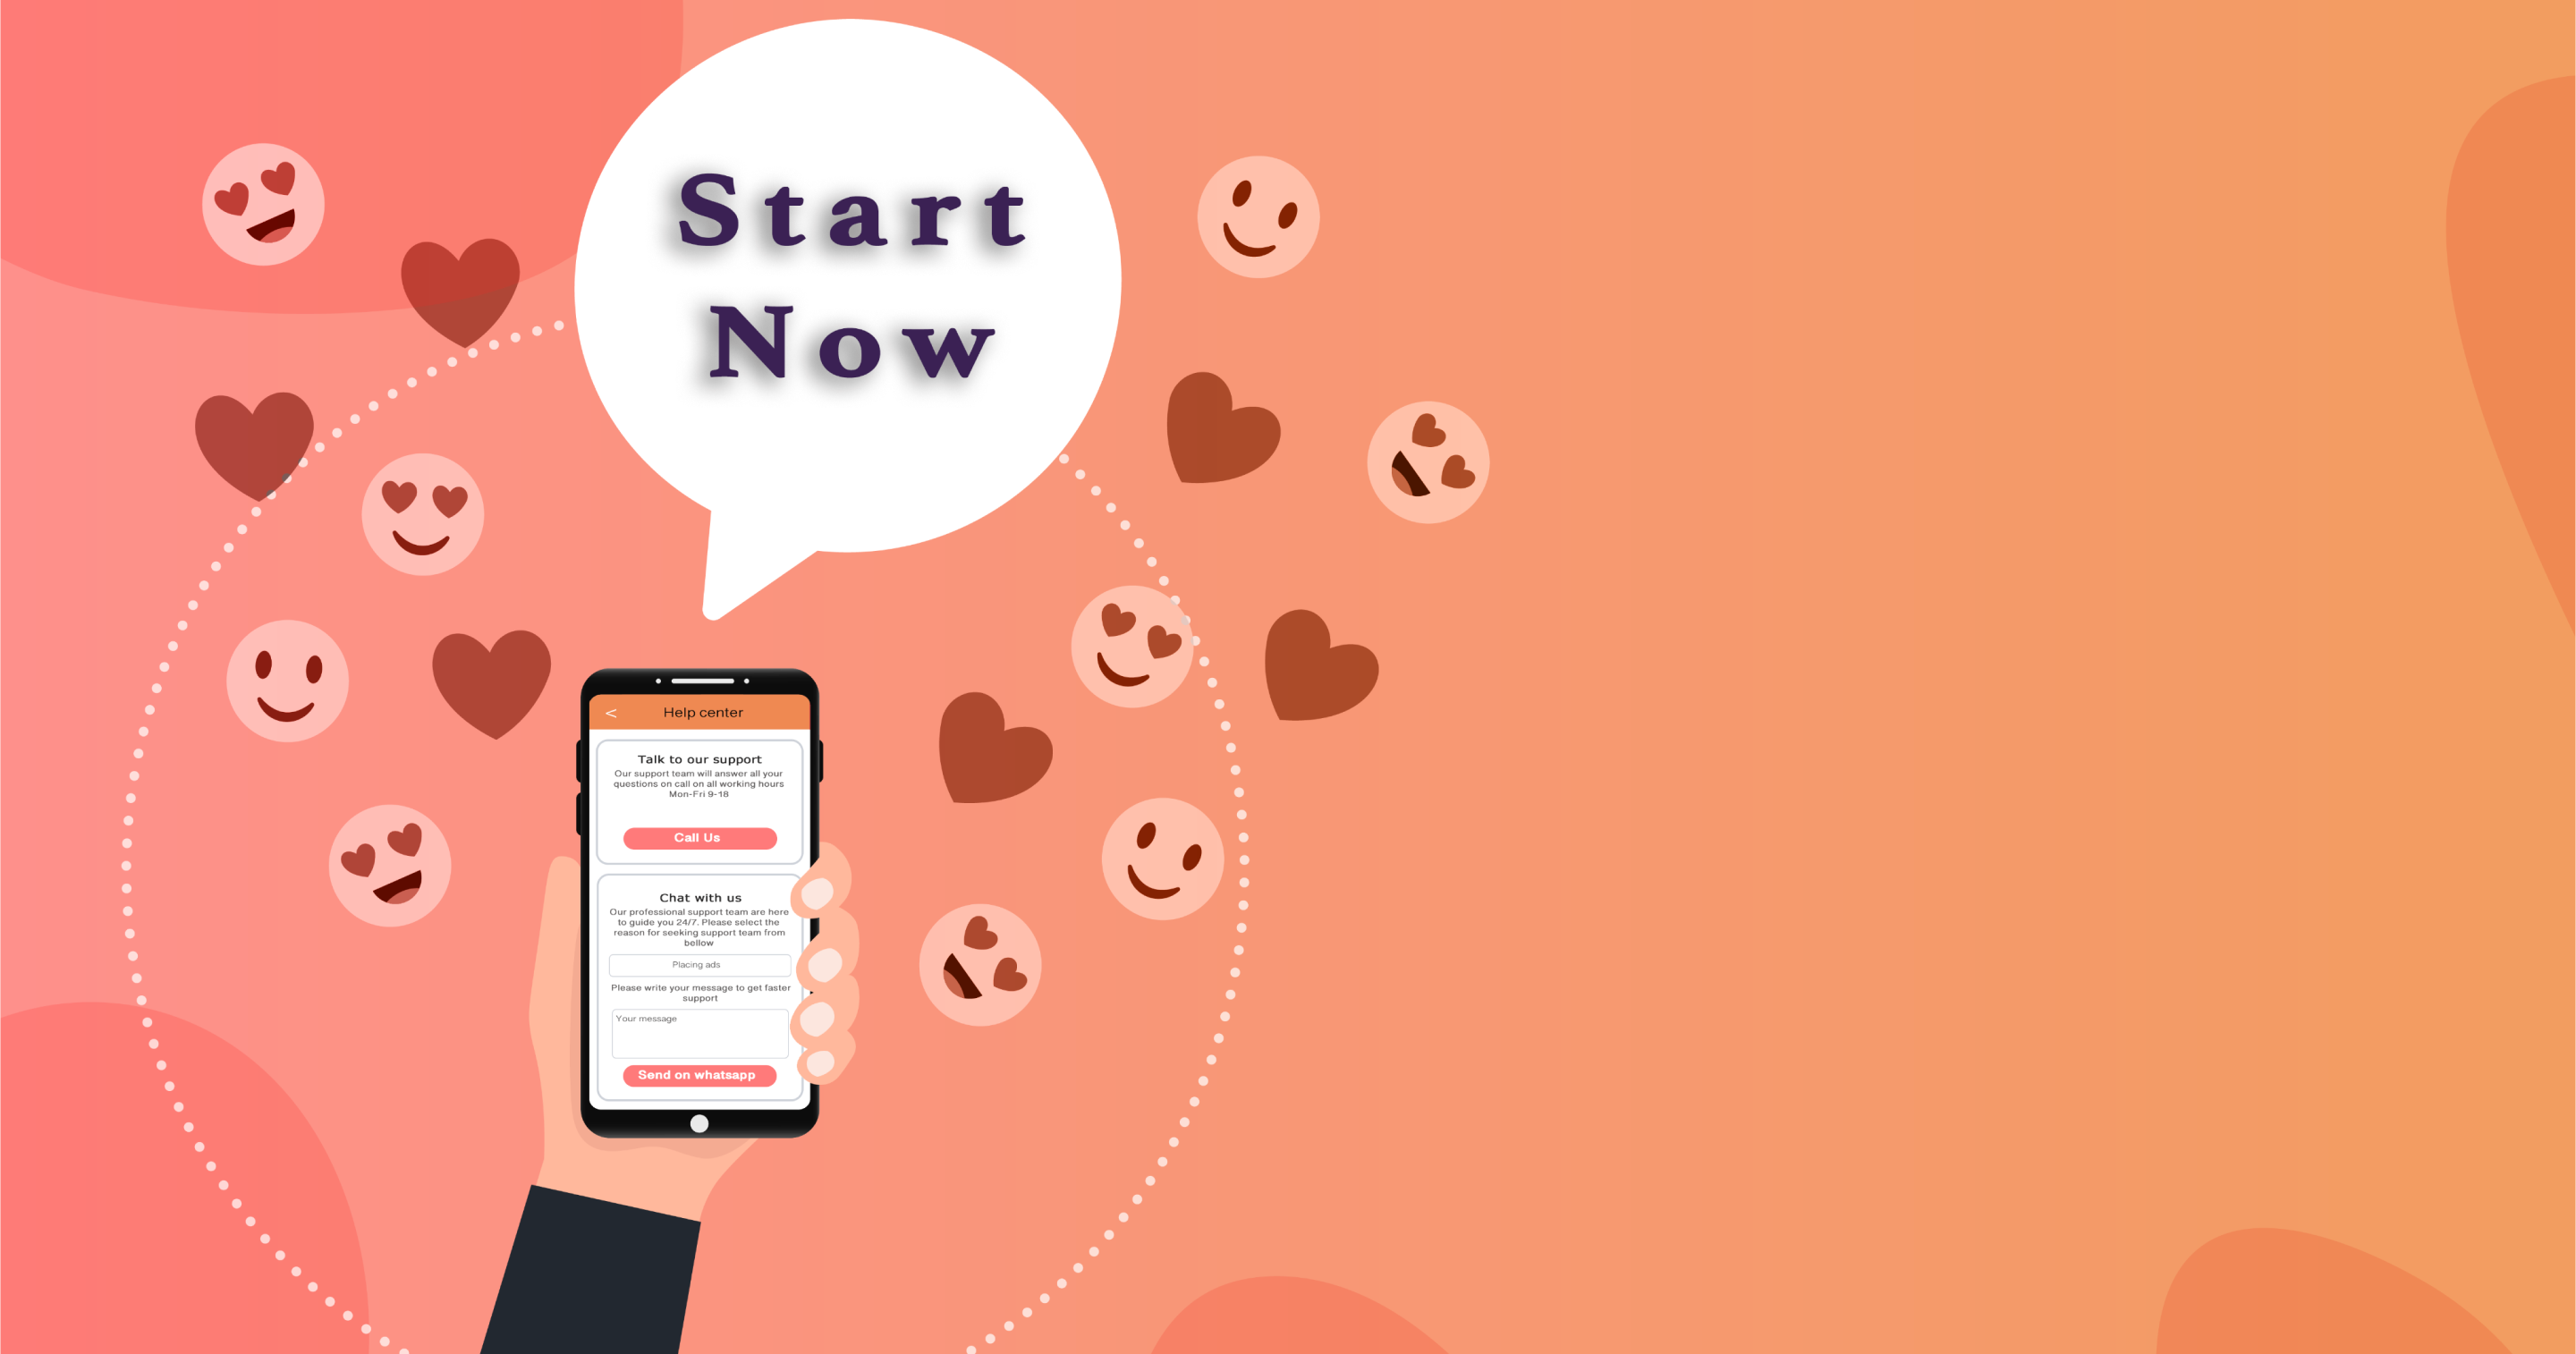 Start
Now
< Help center
Talk to our support
Our support team will answer all your
questions on call on all working hours
Mon-Fri 9-18
Call Us
Chat with us
Our professional support team are here
to guide you 24/7. Please select the
reason for seeking support team from
bellow
Placing ads
Please write your message to get faster
support
Your message
Send on whatsapp